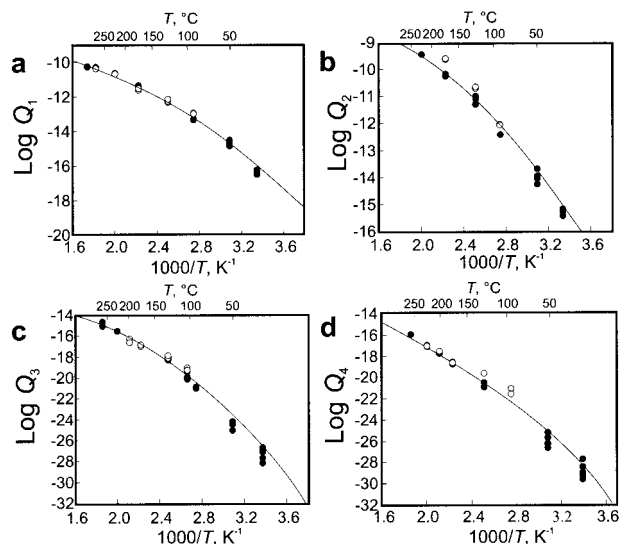 T, °C
250 200 150 100 50
a
Log Q1
-10
-12
-14
-16
-18
-20
1.6 2.0 2.4 2.8 3.2 3.6
1000/T, K-1
T, °C
250 200 150 100 50
b
Log Q2
-9
-10
-11
-12
-13
-14
-15
-16
1.6 2.0 2.4 2.8 3.2 3.6
1000/T, K-1
T, °C
250 200 150 100 50
c
Log Q3
-14
-16
-18
-20
-22
-24
-26
-28
-30
-32
1.6 2.0 2.4 2.8 3.2 3.6
1000/T, K-1
T, °C
250 200 150 100 50
d
Log Q4
-14
-16
-18
-20
-22
-24
-26
-28
-30
-32
1.6 2.0 2.4 2.8 3.2 3.6
1000/T, K-1